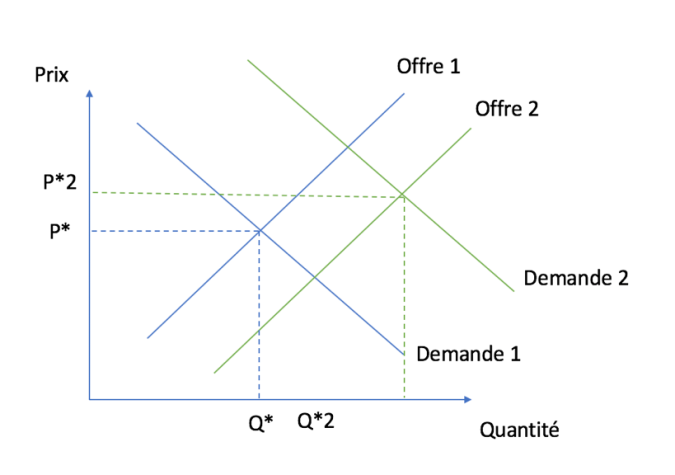 Prix
Offre 1
Offre 2
P*2
P*
Demande 2
Demande 1
Q* Q*2
Quantité